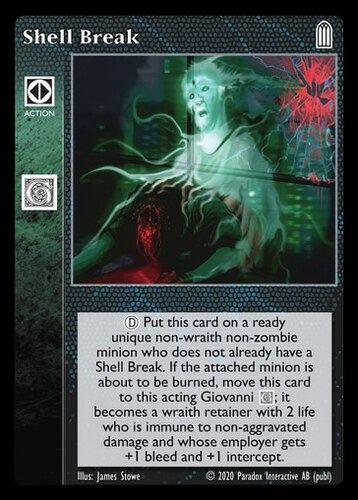 Shell Break
ACTION
D Put this card on a ready
unique non-wraith non-zombie
minion who does not already have a
Shell Break. If the attached minion is
about to be burned, move this card
to this acting Giovanni; it
becomes a wraith retainer with 2 life
who is immune to non-aggravated
damage and whose employer gets
+1 bleed and +1 intercept.
Illus: James Stowe © 2020 Paradox Interactive AB (publ)